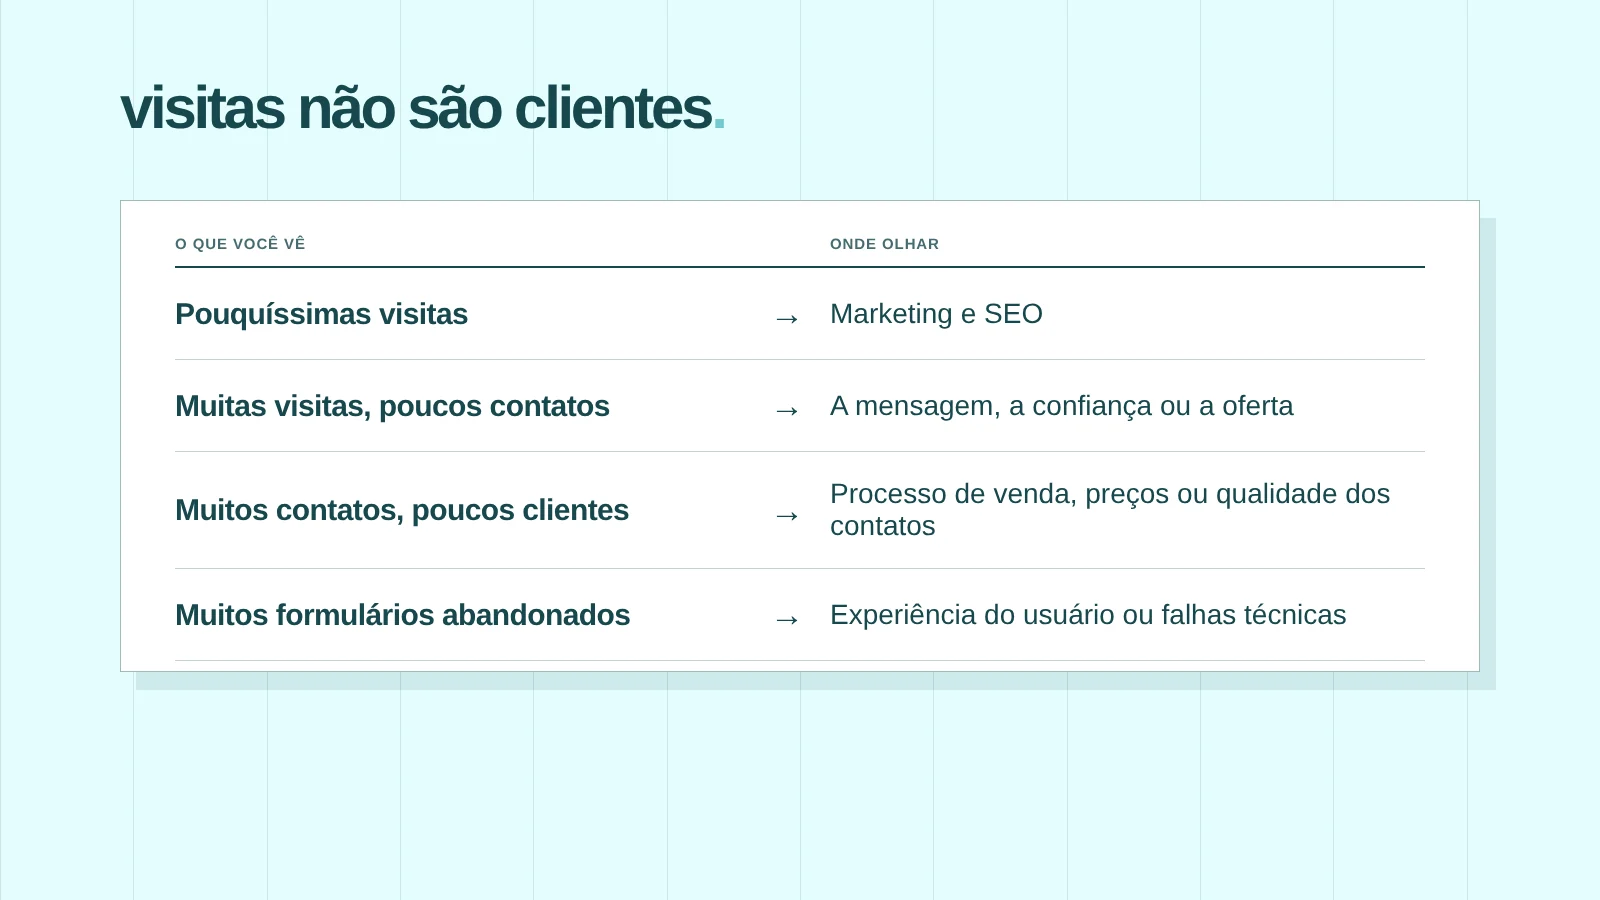 visitas não são clientes.
O QUE VOCÊ VÊ ONDE OLHAR
Pouquíssimas visitas → Marketing e SEO
Muitas visitas, poucos contatos → A mensagem, a confiança ou a oferta
Muitos contatos, poucos clientes → Processo de venda, preços ou qualidade dos
contatos
Muitos formulários abandonados → Experiência do usuário ou falhas técnicas